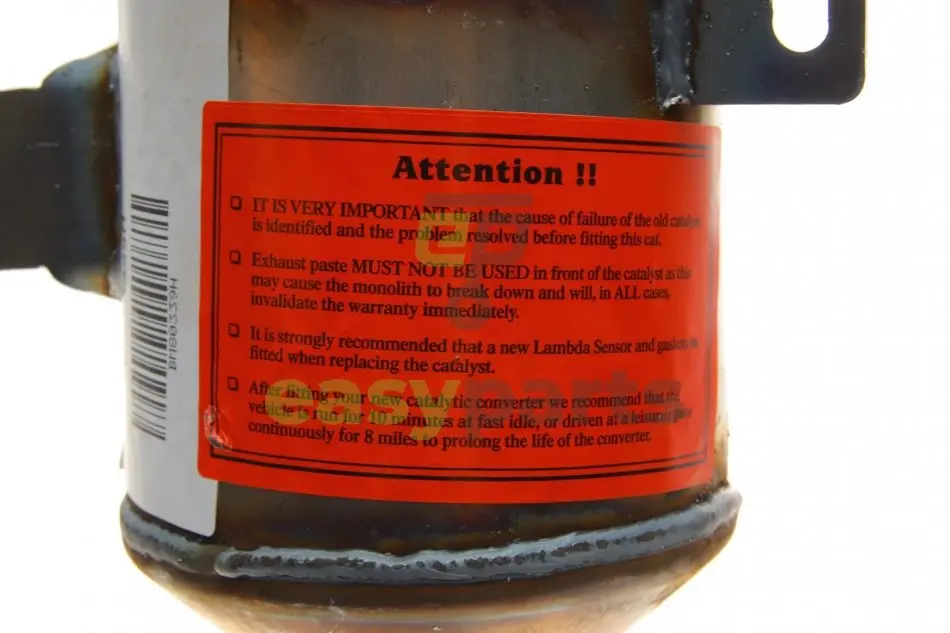 Attention !!
IT IS VERY IMPORTANT that the cause of failure of the old catalyst
is identified and the problem resolved before fitting this cat.
Exhaust paste MUST NOT BE USED in front of the catalyst as this
may cause the monolith to break down and will, in ALL cases,
invalidate the warranty immediately.
It is strongly recommended that a new Lambda Sensor and gaskets
fitted when replacing the catalyst.
After fitting your new catalytic converter we recommend that the
vehicle is run for 10 minutes at fast idle, or driven at a leisurely pace
continuously for 8 miles to prolong the life of the converter.
BM80339H
easyparts